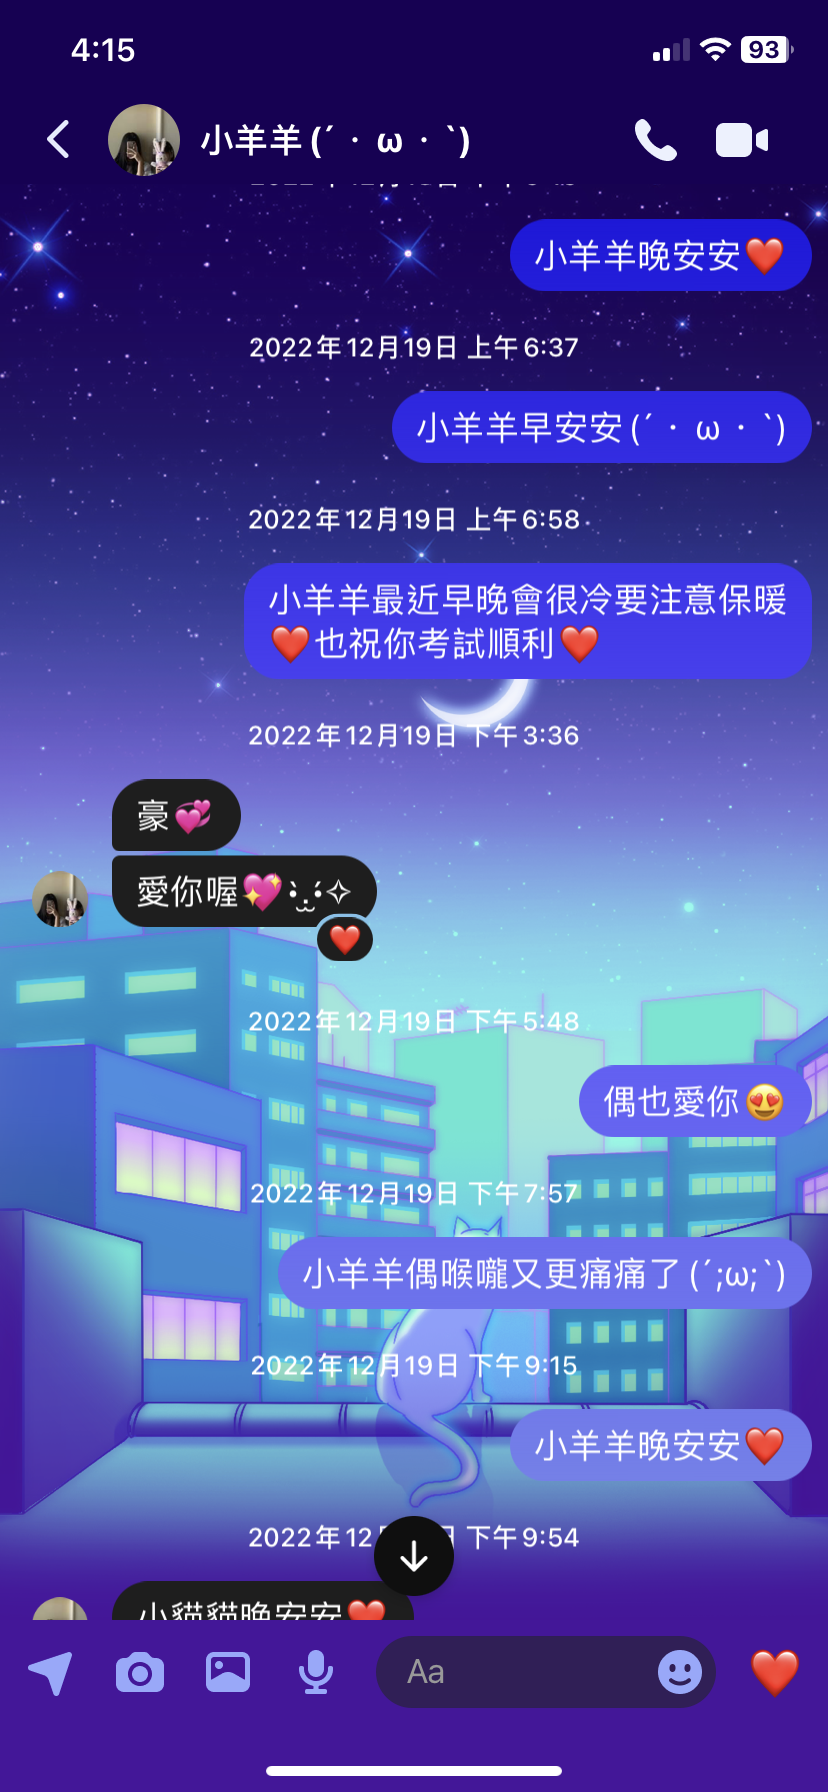 4:15
93
小羊羊 (´・ω・`)
小羊羊晚安安❤️
2022年12月19日 上午6:37
小羊羊早安安 (´・ω・`)
2022年12月19日 上午6:58
小羊羊最近早晚會很冷要注意保暖
❤️也祝你考試順利❤️
2022年12月19日 下午3:36
豪💞
愛你喔💖
2022年12月19日 下午5:48
偶也愛你😍
2022年12月19日 下午7:57
小羊羊偶喉嚨又更痛痛了 (´;ω;`)
2022年12月19日 下午9:15
小羊羊晚安安❤️
2022年12 日 下午9:54
小貓貓晚安安❤️
Aa